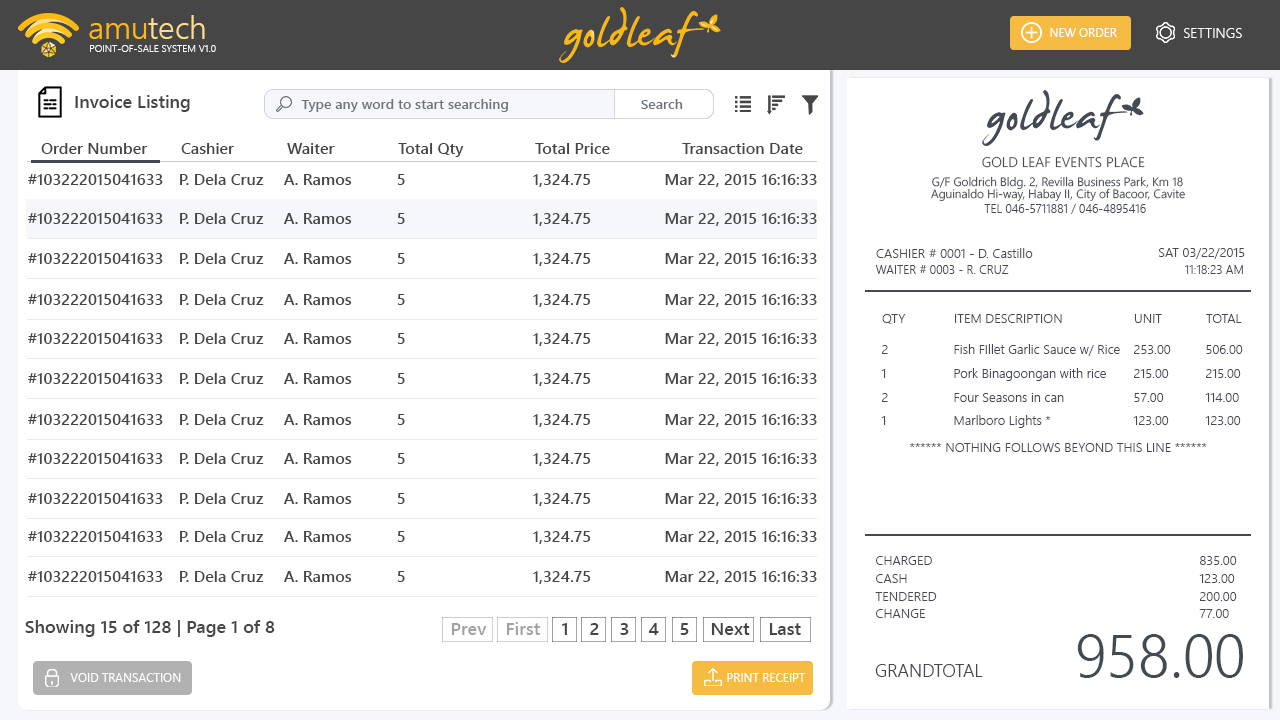 amutech
POINT-OF-SALE SYSTEM V1.0
goldleaf
NEW ORDER
SETTINGS
Invoice Listing
Type any word to start searching
Search
Order Number Cashier Waiter Total Qty Total Price Transaction Date
#103222015041633 P. Dela Cruz A. Ramos 5 1,324.75 Mar 22, 2015 16:16:33
#103222015041633 P. Dela Cruz A. Ramos 5 1,324.75 Mar 22, 2015 16:16:33
#103222015041633 P. Dela Cruz A. Ramos 5 1,324.75 Mar 22, 2015 16:16:33
#103222015041633 P. Dela Cruz A. Ramos 5 1,324.75 Mar 22, 2015 16:16:33
#103222015041633 P. Dela Cruz A. Ramos 5 1,324.75 Mar 22, 2015 16:16:33
#103222015041633 P. Dela Cruz A. Ramos 5 1,324.75 Mar 22, 2015 16:16:33
#103222015041633 P. Dela Cruz A. Ramos 5 1,324.75 Mar 22, 2015 16:16:33
#103222015041633 P. Dela Cruz A. Ramos 5 1,324.75 Mar 22, 2015 16:16:33
#103222015041633 P. Dela Cruz A. Ramos 5 1,324.75 Mar 22, 2015 16:16:33
#103222015041633 P. Dela Cruz A. Ramos 5 1,324.75 Mar 22, 2015 16:16:33
#103222015041633 P. Dela Cruz A. Ramos 5 1,324.75 Mar 22, 2015 16:16:33
Showing 15 of 128 | Page 1 of 8
Prev First 1 2 3 4 5 Next Last
VOID TRANSACTION
PRINT RECEIPT
goldleaf
GOLD LEAF EVENTS PLACE
G/F Goldrich Bldg. 2, Revilla Business Park, Km 18
Aguinaldo Hi-way, Habay II, City of Bacoor, Cavite
TEL 046-5711881 / 046-4895416
CASHIER # 0001 - D. Castillo SAT 03/22/2015
WAITER # 0003 - R. CRUZ 11:18:23 AM
QTY ITEM DESCRIPTION UNIT TOTAL
2 Fish FIllet Garlic Sauce w/ Rice 253.00 506.00
1 Pork Binagoongan with rice 215.00 215.00
2 Four Seasons in can 57.00 114.00
1 Marlboro Lights * 123.00 123.00
****** NOTHING FOLLOWS BEYOND THIS LINE ******
CHARGED 835.00
CASH 123.00
TENDERED 200.00
CHANGE 77.00
GRANDTOTAL 958.00